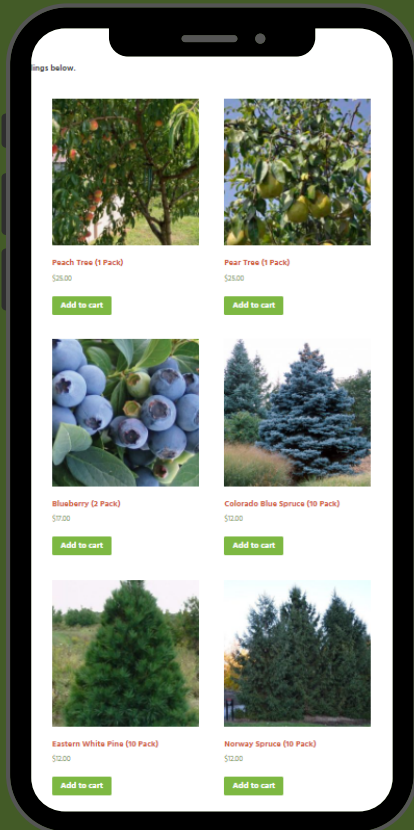 lings below.
Peach Tree (1 Pack)
$25.00
Add to cart
Pear Tree (1 Pack)
$25.00
Add to cart
Blueberry (2 Pack)
$17.00
Add to cart
Colorado Blue Spruce (10 Pack)
$12.00
Add to cart
Eastern White Pine (10 Pack)
$12.00
Add to cart
Norway Spruce (10 Pack)
$12.00
Add to cart